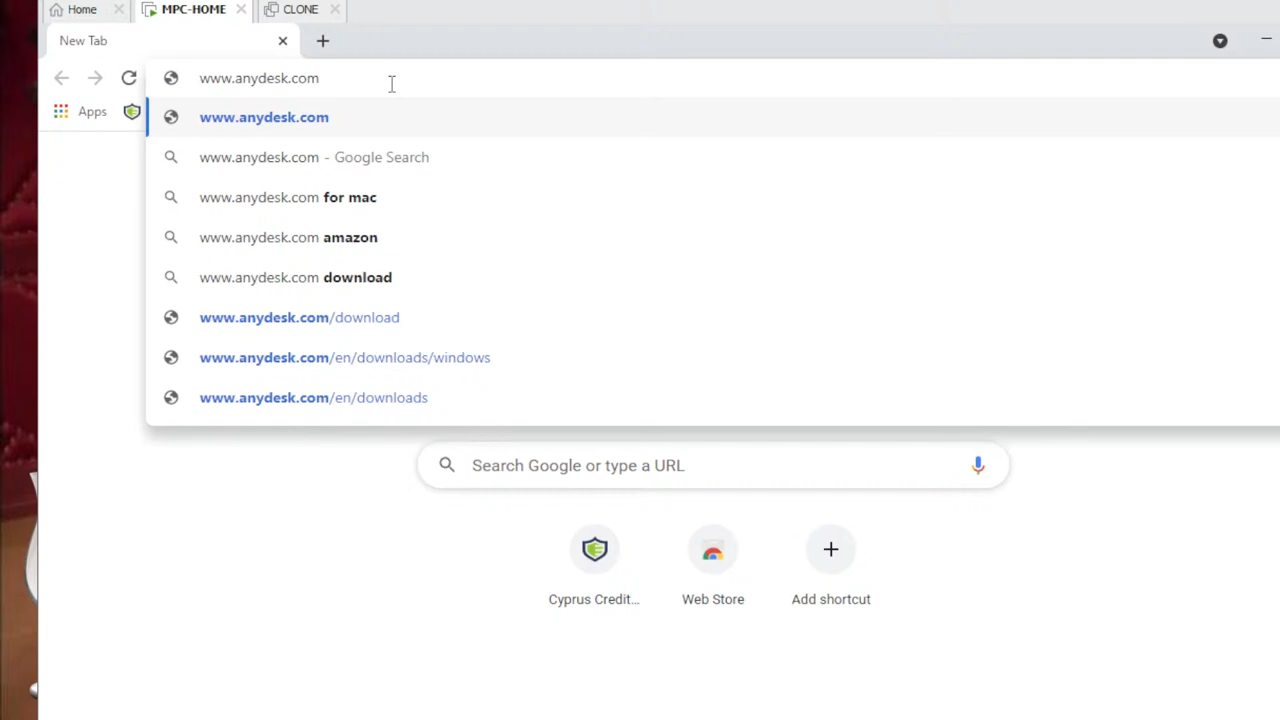 Home
MPC-HOME
CLONE
New Tab
www.anydesk.com
Apps
www.anydesk.com
www.anydesk.com - Google Search
www.anydesk.com for mac
www.anydesk.com amazon
www.anydesk.com download
www.anydesk.com/download
www.anydesk.com/en/downloads/windows
www.anydesk.com/en/downloads
Search Google or type a URL
Cyprus Credit...
Web Store
Add shortcut